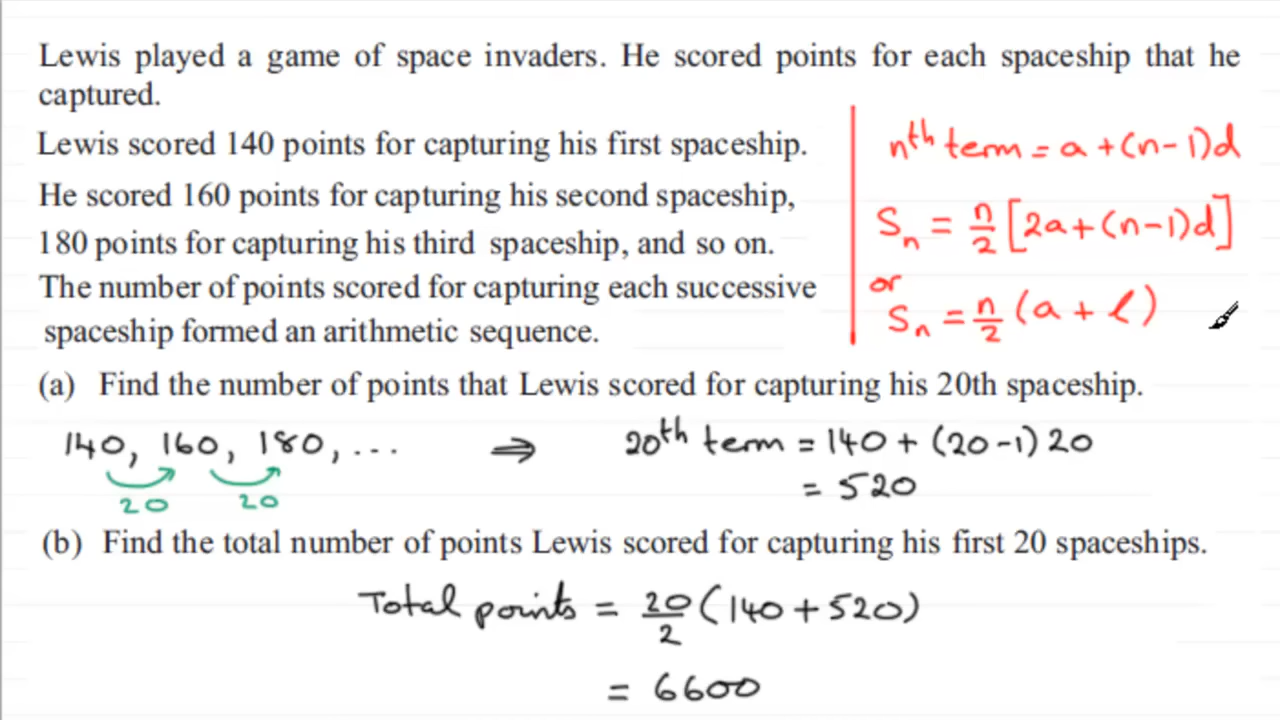 Lewis played a game of space invaders. He scored points for each spaceship that he
captured.
Lewis scored 140 points for capturing his first spaceship.
He scored 160 points for capturing his second spaceship,
180 points for capturing his third spaceship, and so on.
The number of points scored for capturing each successive
spaceship formed an arithmetic sequence.
nth term = a + (n-1)d
Sn = n/2 [2a + (n-1)d]
or
Sn = n/2 (a + l)
(a) Find the number of points that Lewis scored for capturing his 20th spaceship.
140, 160, 180, ... ⇒ 20th term = 140 + (20-1) 20
20 20
= 520
(b) Find the total number of points Lewis scored for capturing his first 20 spaceships.
Total points = 20/2 (140 + 520)
= 6600